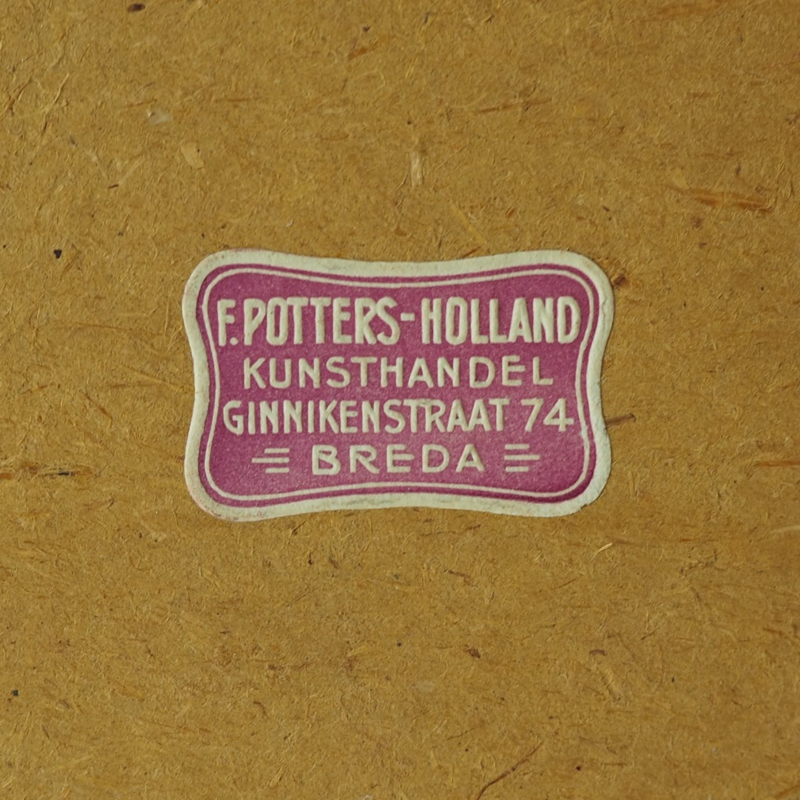 F. POTTERS-HOLLAND
KUNSTHANDEL
GINNIKENSTRAAT 74
BREDA